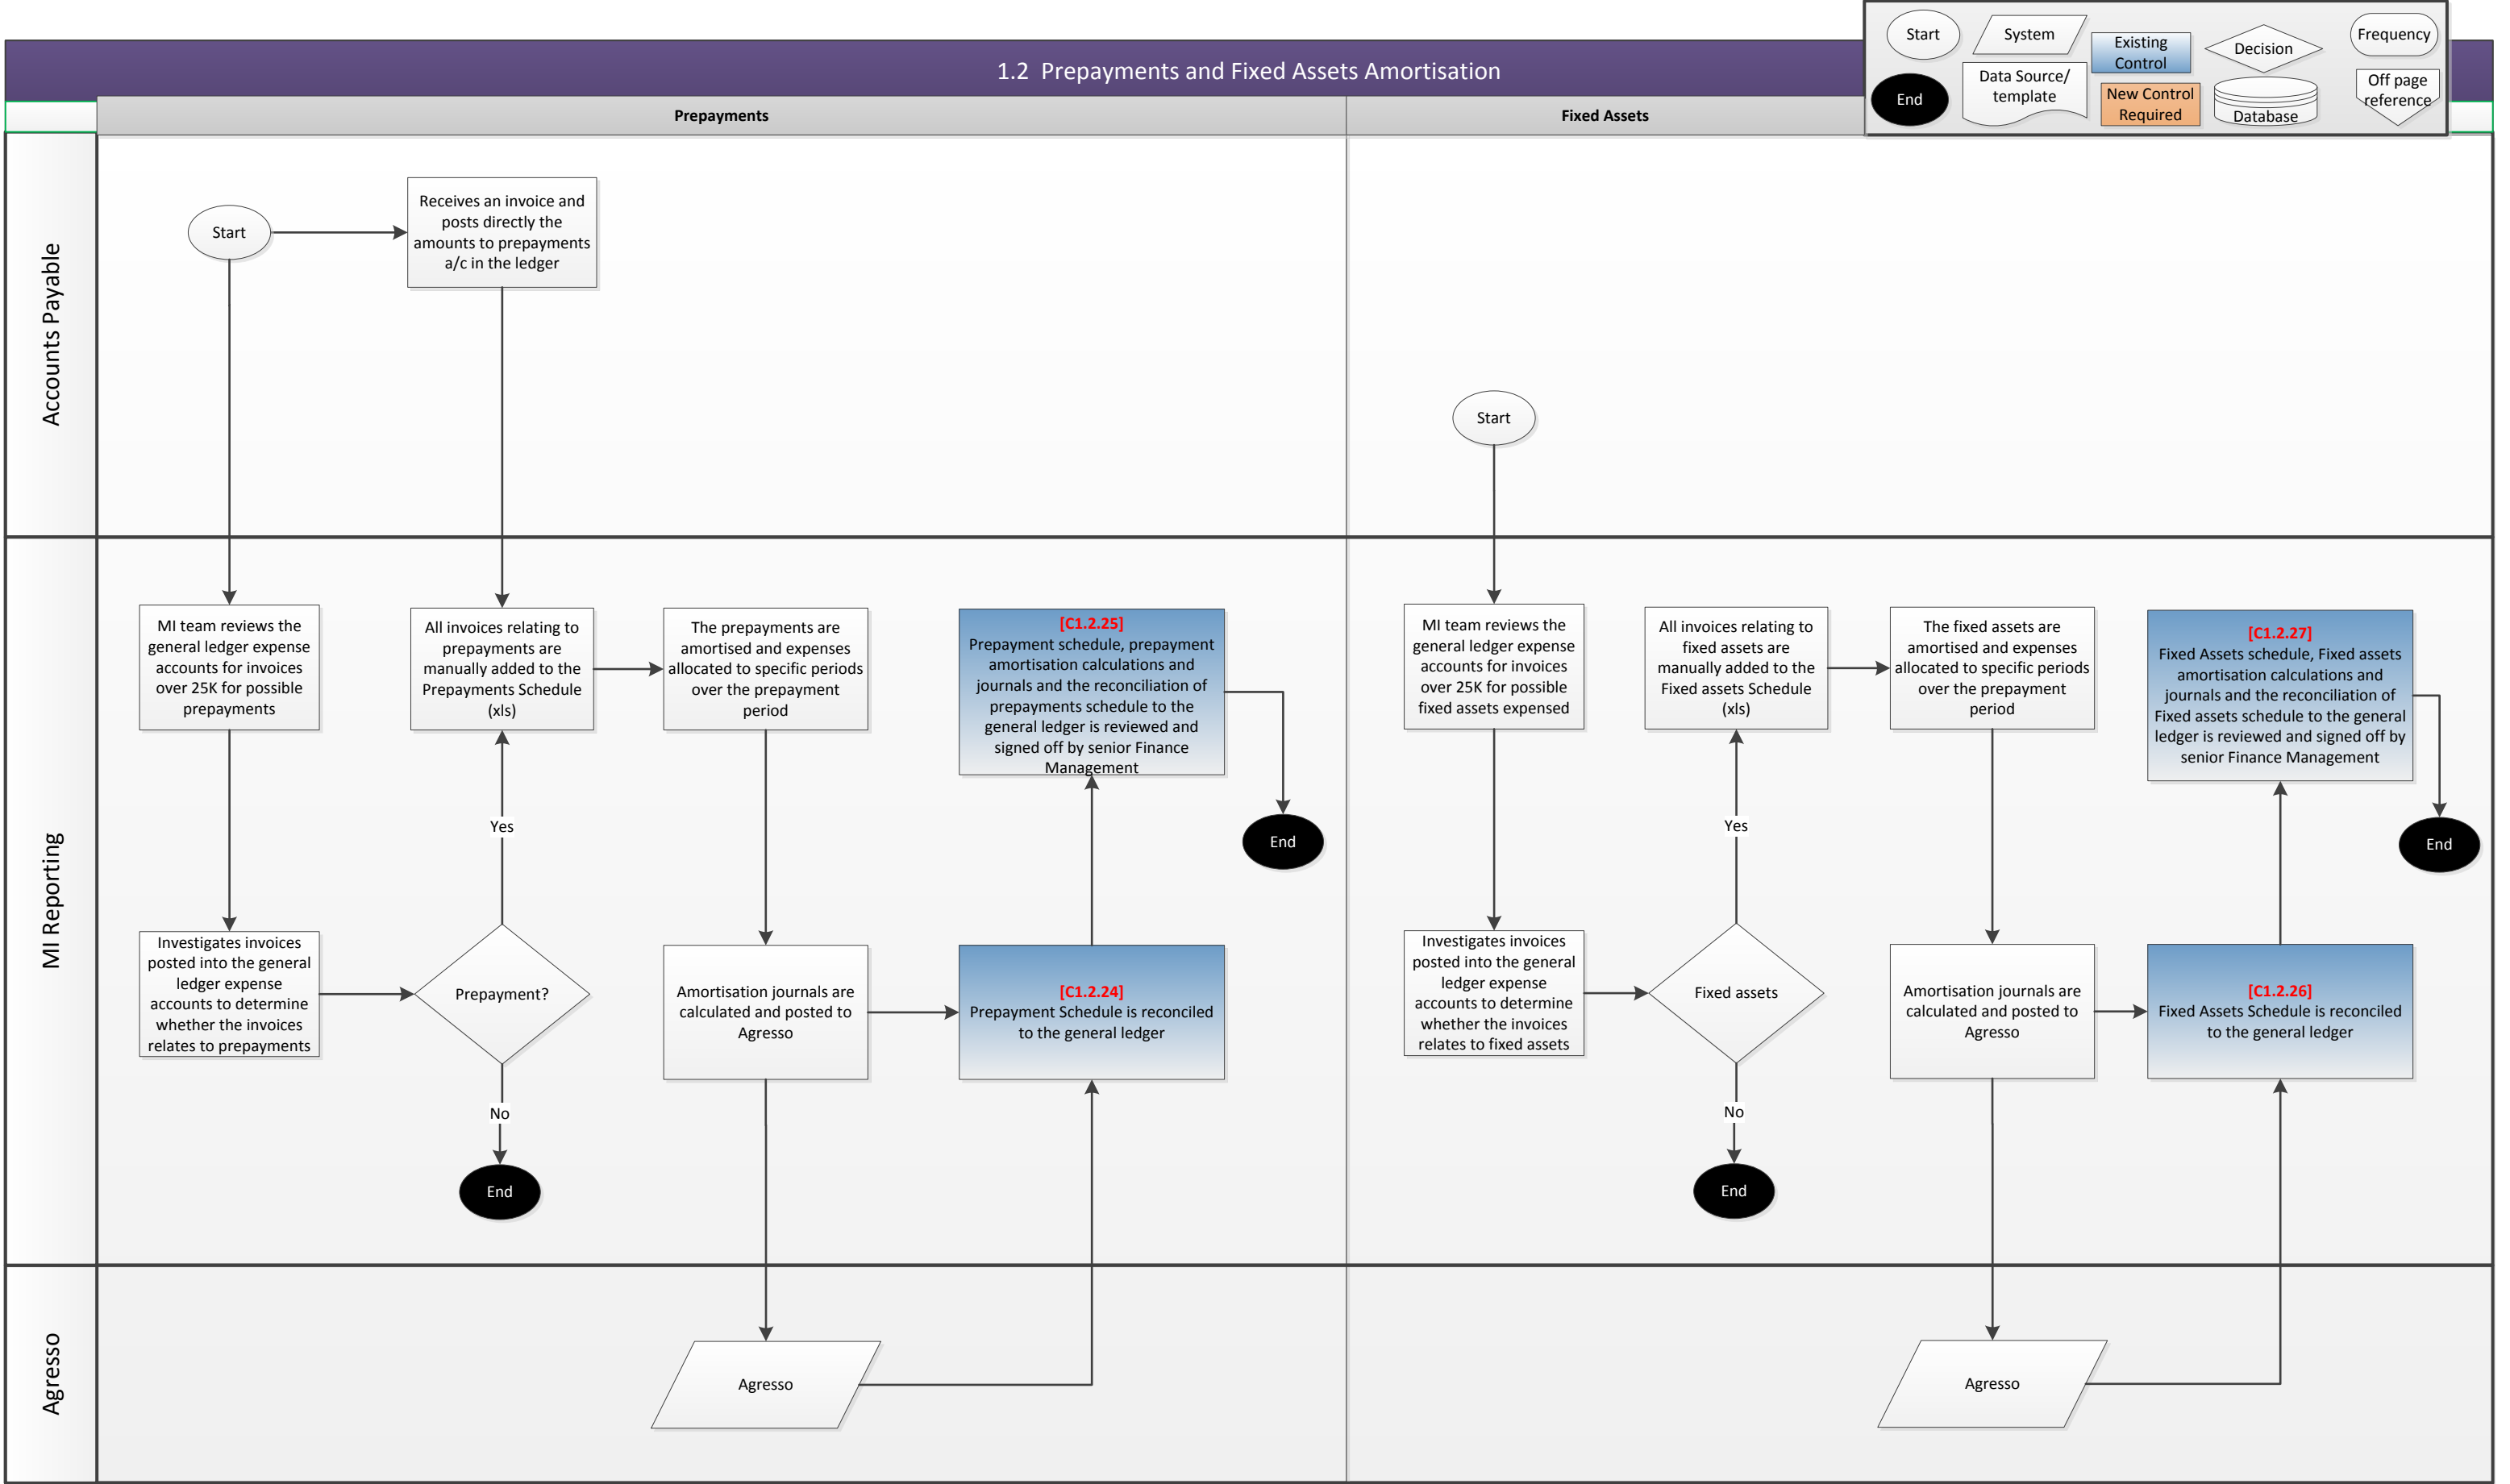 1.2 Prepayments and Fixed Assets Amortisation
Start
System
Existing
Control
Decision
Frequency
End
Data Source/
template
New Control
Required
Database
Off page
reference
Prepayments
Fixed Assets
Accounts Payable
Start
Receives an invoice and
posts directly the
amounts to prepayments
a/c in the ledger
Start
MI Reporting
MI team reviews the
general ledger expense
accounts for invoices
over 25K for possible
prepayments
All invoices relating to
prepayments are
manually added to the
Prepayments Schedule
(xls)
The prepayments are
amortised and expenses
allocated to specific periods
over the prepayment
period
[C1.2.25]
Prepayment schedule, prepayment
amortisation calculations and
journals and the reconciliation of
prepayments schedule to the
general ledger is reviewed and
signed off by senior Finance
Management
End
Yes
Investigates invoices
posted into the general
ledger expense
accounts to determine
whether the invoices
relates to prepayments
Prepayment?
Amortisation journals are
calculated and posted to
Agresso
[C1.2.24]
Prepayment Schedule is reconciled
to the general ledger
No
End
MI team reviews the
general ledger expense
accounts for invoices
over 25K for possible
fixed assets expensed
All invoices relating to
fixed assets are
manually added to the
Fixed assets Schedule
(xls)
The fixed assets are
amortised and expenses
allocated to specific periods
over the prepayment
period
[C1.2.27]
Fixed Assets schedule, Fixed assets
amortisation calculations and
journals and the reconciliation of
Fixed assets schedule to the general
ledger is reviewed and signed off by
senior Finance Management
End
Yes
Investigates invoices
posted into the general
ledger expense
accounts to determine
whether the invoices
relates to fixed assets
Fixed assets
Amortisation journals are
calculated and posted to
Agresso
[C1.2.26]
Fixed Assets Schedule is reconciled
to the general ledger
No
End
Agresso
Agresso
Agresso